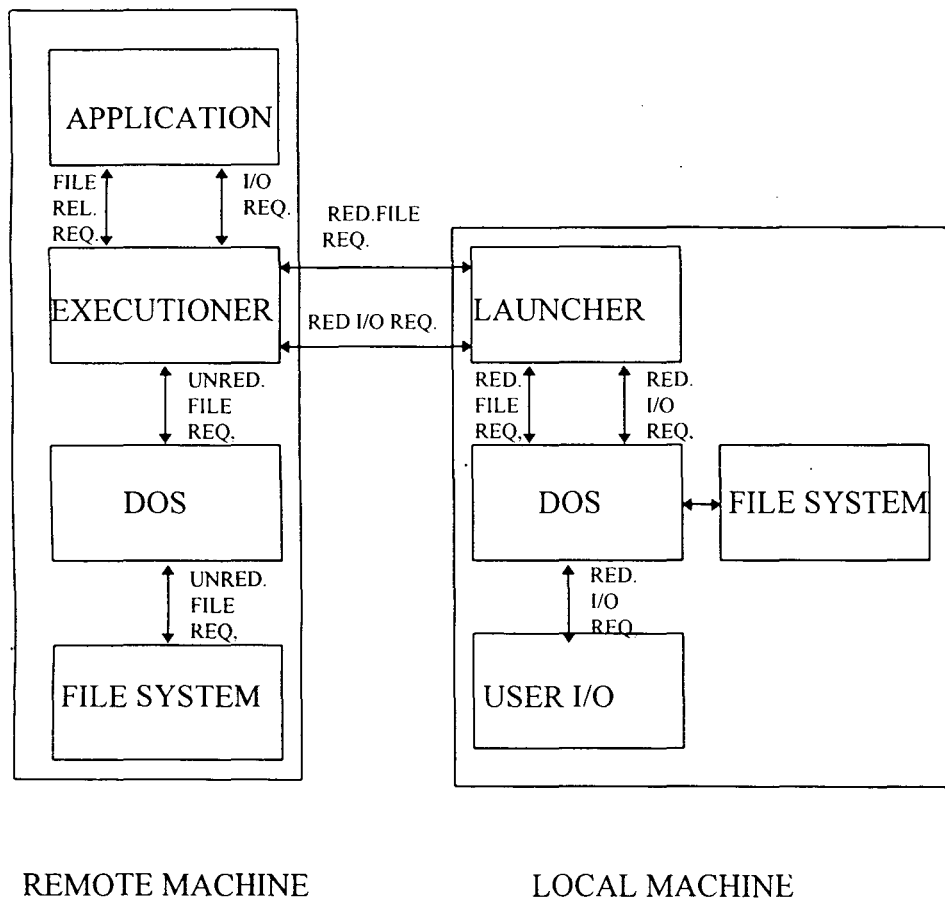 APPLICATION
FILE
REL.
REQ.
I/O
REQ.
EXECUTIONER
UNRED.
FILE
REQ.
DOS
UNRED.
FILE
REQ.
FILE SYSTEM
RED.FILE
REQ.
RED I/O REQ.
LAUNCHER
RED.
FILE
REQ.
RED.
I/O
REQ.
DOS
FILE SYSTEM
RED.
I/O
REQ
USER I/O
REMOTE MACHINE
LOCAL MACHINE